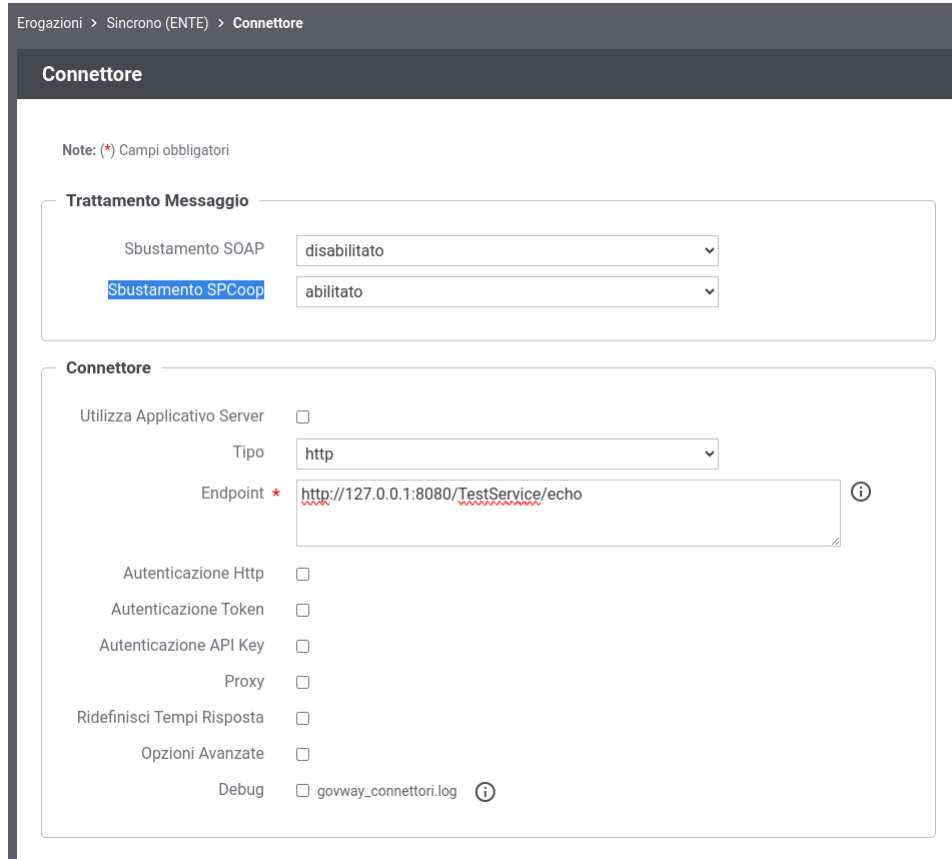 Erogazioni > Sincrono (ENTE) > Connettore
Connettore
Note: (*) Campi obbligatori
Trattamento Messaggio
Sbustamento SOAP disabilitato
Sbustamento SPCoop abilitato
Connettore
Utilizza Applicativo Server
Tipo http
Endpoint * http://127.0.0.1:8080/TestService/echo
Autenticazione Http
Autenticazione Token
Autenticazione API Key
Proxy
Ridefinisci Tempi Risposta
Opzioni Avanzate
Debug govway_connettori.log